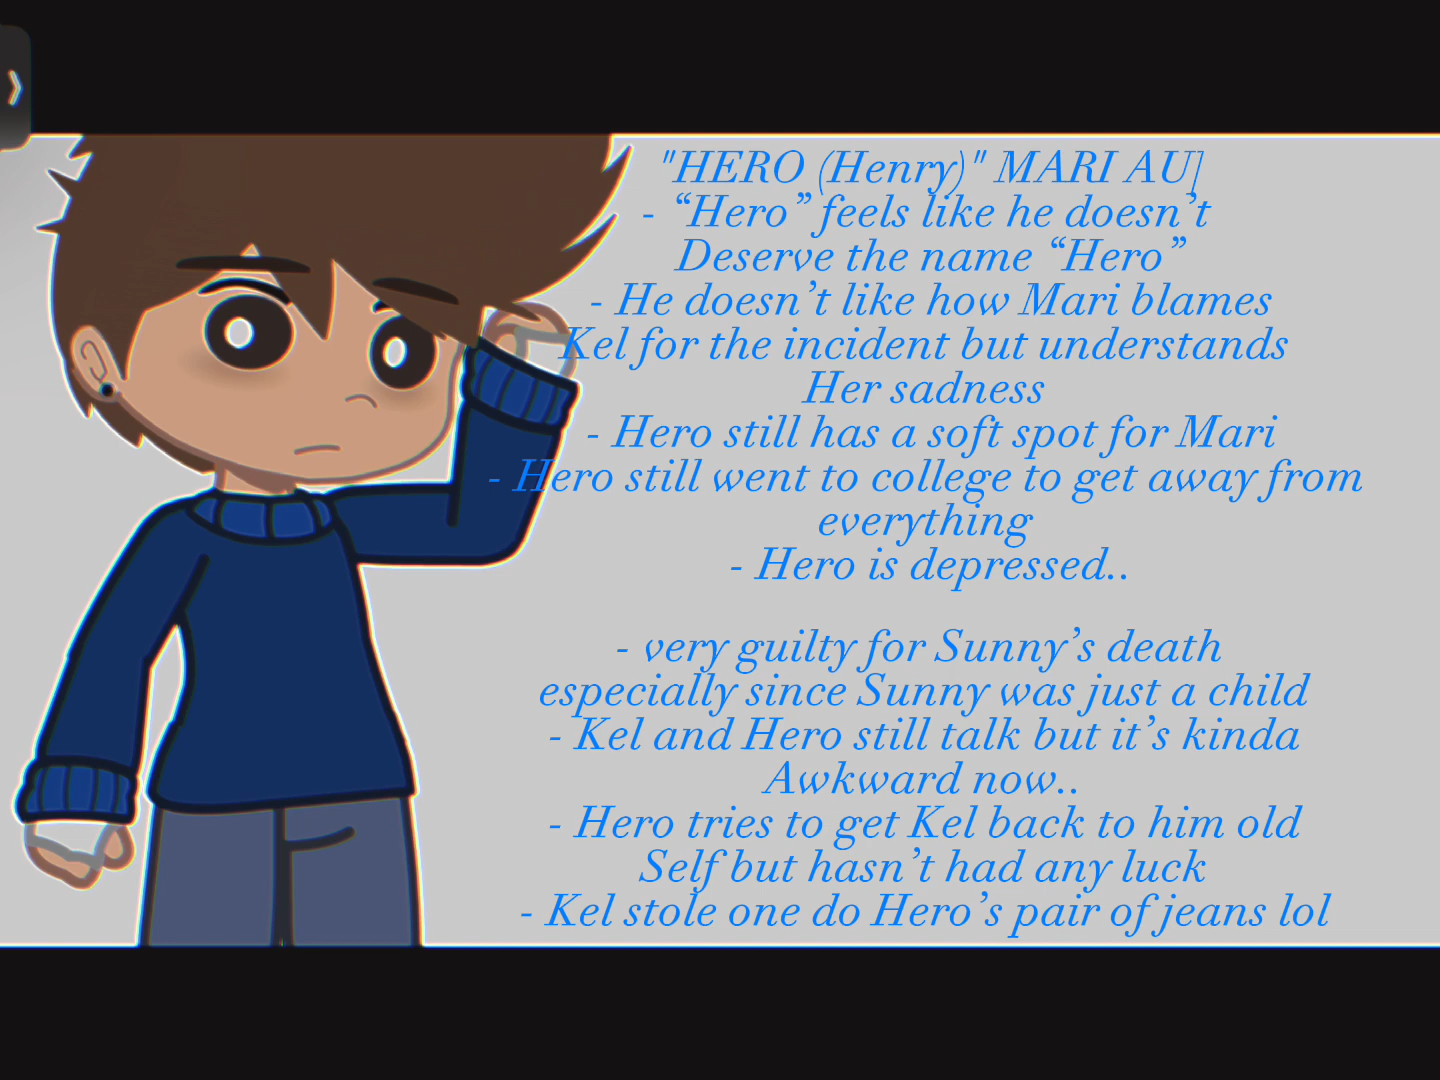 "HERO (Henry)" MARI AU]
- “Hero” feels like he doesn’t
Deserve the name “Hero”
- He doesn’t like how Mari blames
Kel for the incident but understands
Her sadness
- Hero still has a soft spot for Mari
- Hero still went to college to get away from
everything
- Hero is depressed..
- very guilty for Sunny’s death
especially since Sunny was just a child
- Kel and Hero still talk but it’s kinda
Awkward now..
- Hero tries to get Kel back to him old
Self but hasn’t had any luck
- Kel stole one do Hero’s pair of jeans lol